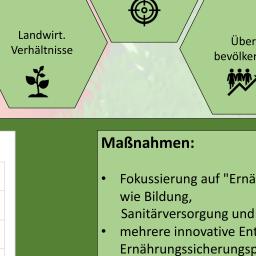 Landwirt.
Verhältnisse
Über
bevölker
Maßnahmen:
• Fokussierung auf "Ernä
wie Bildung,
Sanitärversorgung und
• mehrere innovative Ent
Ernährungssicherungsp